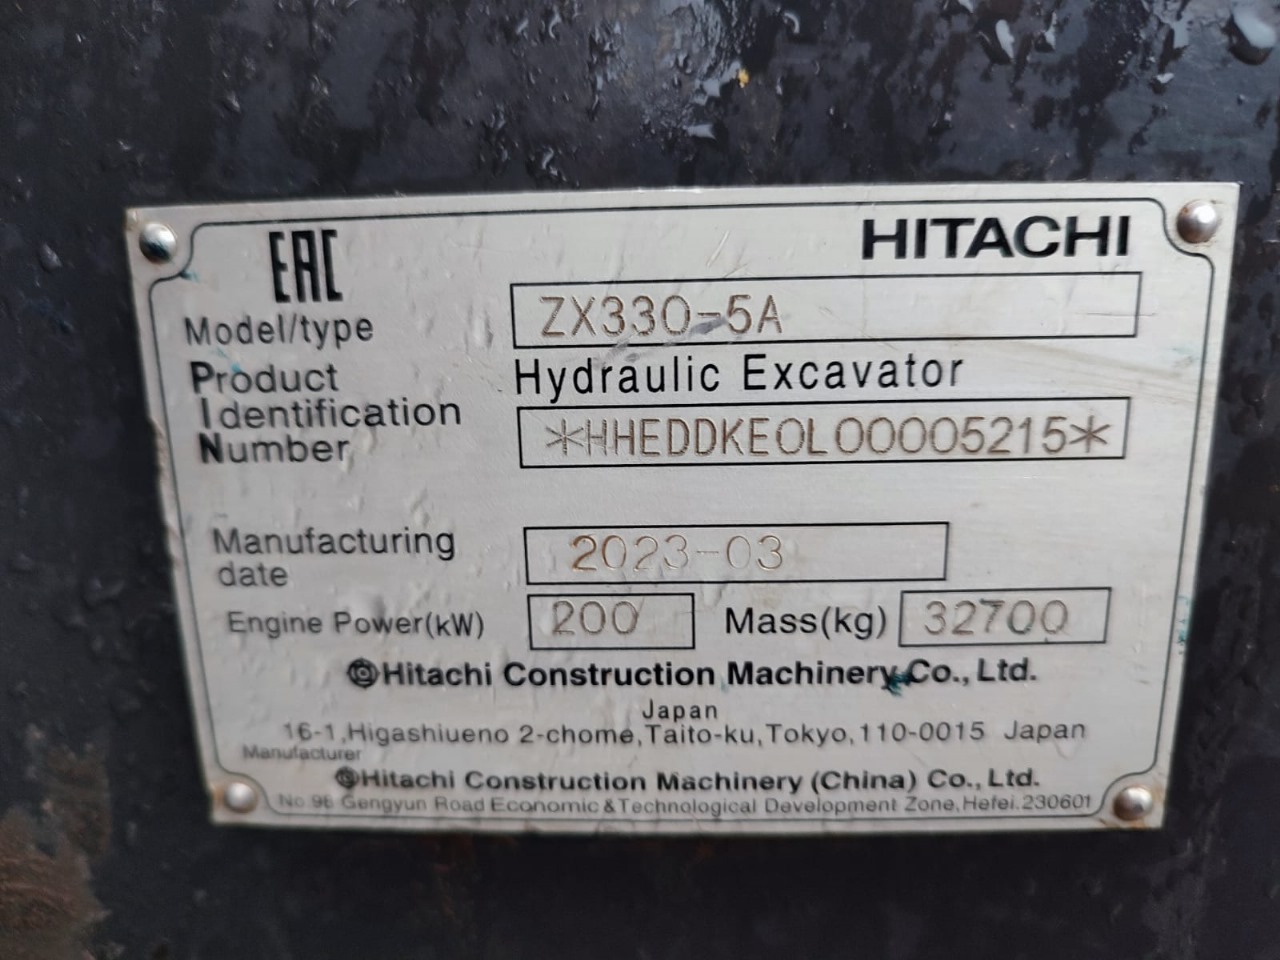 EAC HITACHI
Model/type ZX330-5A
Product Hydraulic Excavator
Identification
Number *HHEDDKE0L00005215*
Manufacturing
date 2023-03
Engine Power(kW) 200 Mass(kg) 32700
Hitachi Construction Machinery Co., Ltd.
Japan
16-1, Higashiueno 2-chome, Taito-ku, Tokyo, 110-0015 Japan
Manufacturer
Hitachi Construction Machinery (China) Co., Ltd.
No.96 Gengyun Road Economic & Technological Development Zone, Hefei. 230601